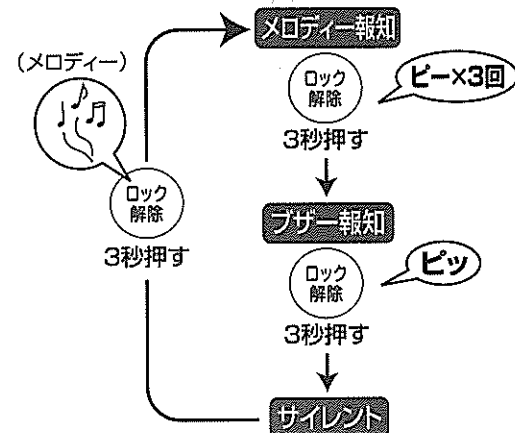 メロディー報知
(メロディー)
ロック
解除
ピー×3回
3秒押す
ロック
解除
3秒押す
ブザー報知
ロック
解除
ピッ
3秒押す
サイレント